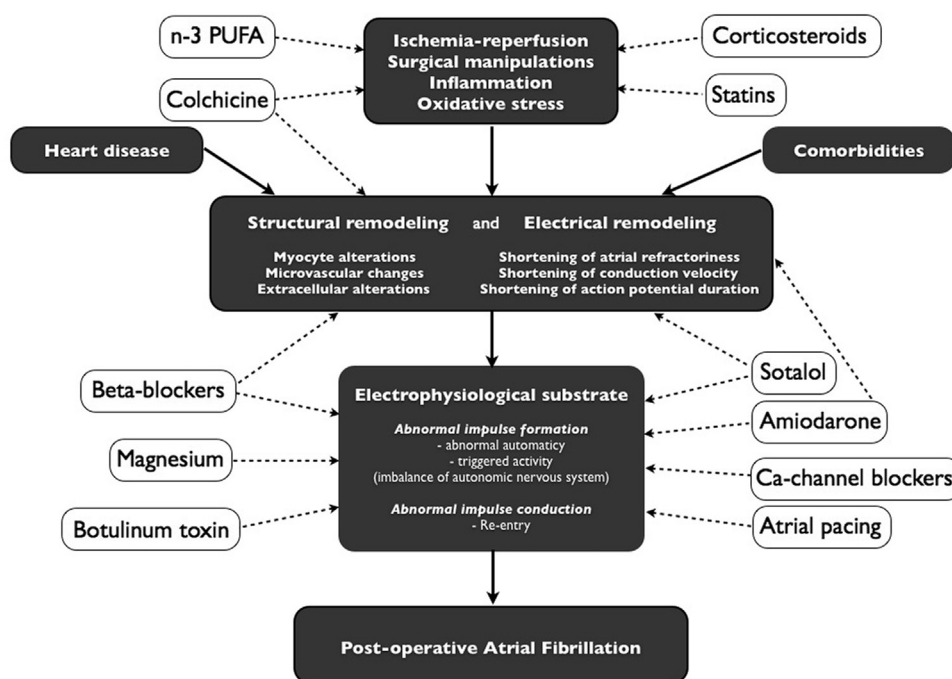 n-3 PUFA
Colchicine
Ischemia-reperfusion
Surgical manipulations
Inflammation
Oxidative stress
Corticosteroids
Statins
Heart disease
Comorbidities
Structural remodeling and Electrical remodeling
Myocyte alterations
Microvascular changes
Extracellular alterations
Shortening of atrial refractoriness
Shortening of conduction velocity
Shortening of action potential duration
Beta-blockers
Magnesium
Botulinum toxin
Electrophysiological substrate
Abnormal impulse formation
- abnormal automaticy
- triggered activity
(imbalance of autonomic nervous system)
Abnormal impulse conduction
- Re-entry
Sotalol
Amiodarone
Ca-channel blockers
Atrial pacing
Post-operative Atrial Fibrillation